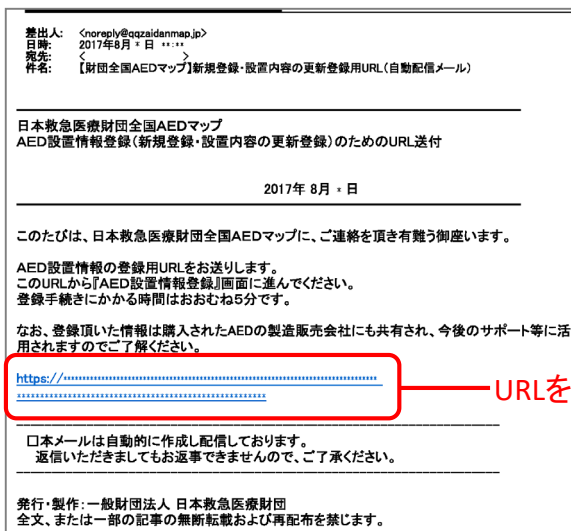 差出人: <noreply@qqzaidanmap.jp>
日時: 2017年8月 * 日 **:**
宛先: < >
件名: 【財団全国AEDマップ】新規登録・設置内容の更新登録用URL(自動配信メール)
日本救急医療財団全国AEDマップ
AED設置情報登録(新規登録・設置内容の更新登録)のためのURL送付
2017年 8月 * 日
このたびは、日本救急医療財団全国AEDマップに、ご連絡を頂き有難う御座います。
AED設置情報の登録用URLをお送りします。
このURLから『AED設置情報登録』画面に進んでください。
登録手続きにかかる時間はおおむね5分です。
なお、登録頂いた情報は購入されたAEDの製造販売会社にも共有され、今後のサポート等に活
用されますのでご了解ください。
https://
URLを
口本メールは自動的に作成し配信しております。
返信いただきましてもお返事できませんので、ご了承ください。
発行・製作:一般財団法人 日本救急医療財団
全文、または一部の記事の無断転載および再配布を禁じます。